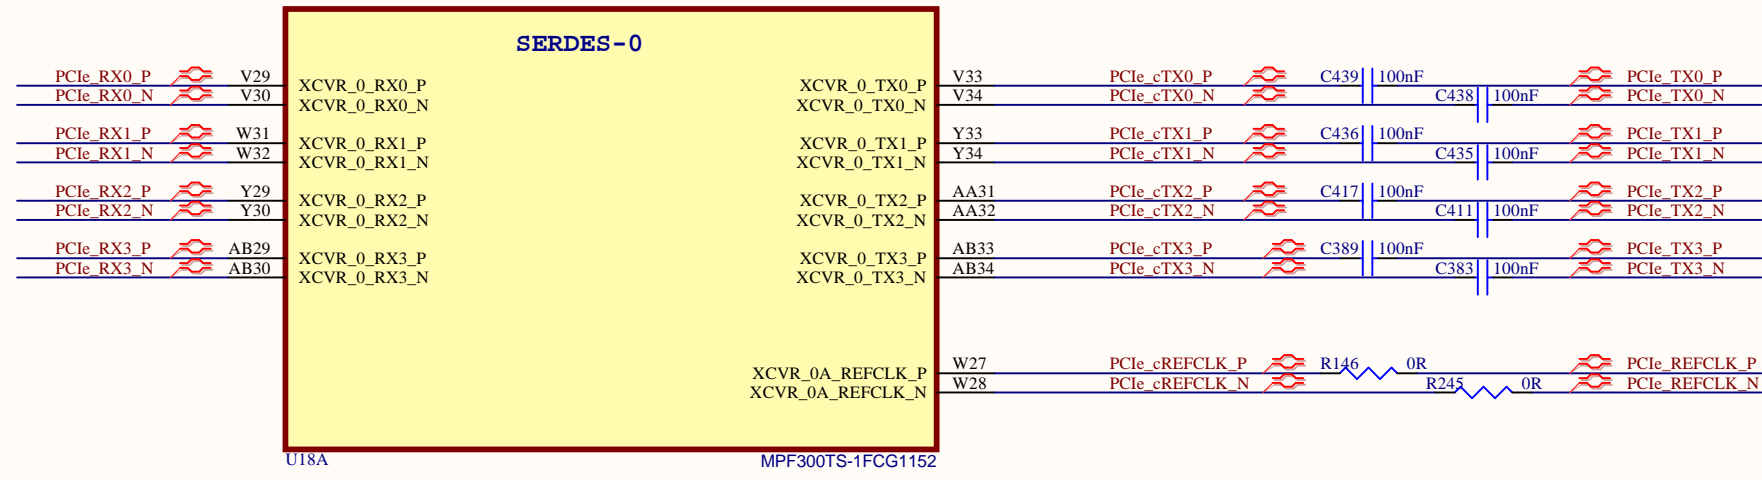 SERDES-0
PCIe_RX0_P V29 XCVR_0_RX0_P XCVR_0_TX0_P V33 PCIe_cTX0_P C439 100nF PCIe_TX0_P
PCIe_RX0_N V30 XCVR_0_RX0_N XCVR_0_TX0_N V34 PCIe_cTX0_N C438 100nF PCIe_TX0_N
PCIe_RX1_P W31 XCVR_0_RX1_P XCVR_0_TX1_P Y33 PCIe_cTX1_P C436 100nF PCIe_TX1_P
PCIe_RX1_N W32 XCVR_0_RX1_N XCVR_0_TX1_N Y34 PCIe_cTX1_N C435 100nF PCIe_TX1_N
PCIe_RX2_P Y29 XCVR_0_RX2_P XCVR_0_TX2_P AA31 PCIe_cTX2_P C417 100nF PCIe_TX2_P
PCIe_RX2_N Y30 XCVR_0_RX2_N XCVR_0_TX2_N AA32 PCIe_cTX2_N C411 100nF PCIe_TX2_N
PCIe_RX3_P AB29 XCVR_0_RX3_P XCVR_0_TX3_P AB33 PCIe_cTX3_P C389 100nF PCIe_TX3_P
PCIe_RX3_N AB30 XCVR_0_RX3_N XCVR_0_TX3_N AB34 PCIe_cTX3_N C383 100nF PCIe_TX3_N
XCVR_0A_REFCLK_P W27 PCIe_cREFCLK_P R146 0R PCIe_REFCLK_P
XCVR_0A_REFCLK_N W28 PCIe_cREFCLK_N R245 0R PCIe_REFCLK_N
U18A MPF300TS-1FCG1152